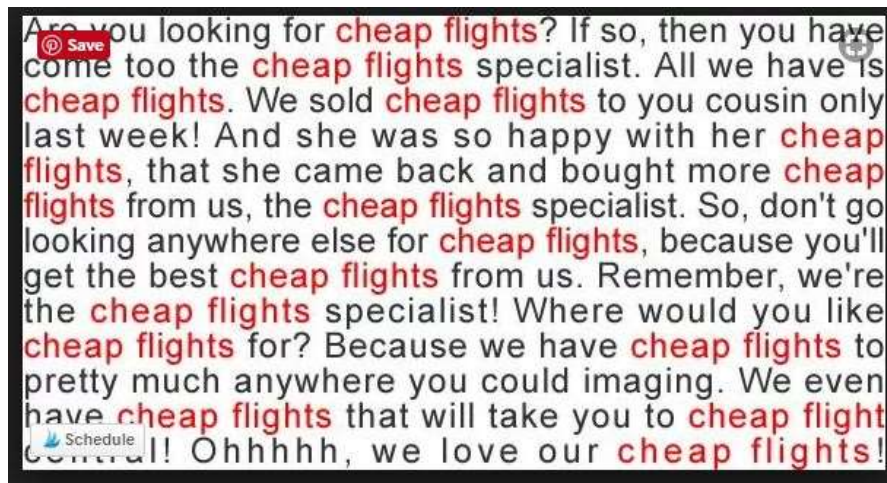 Are you looking for cheap flights? If so, then you have
come too the cheap flights specialist. All we have is
cheap flights. We sold cheap flights to you cousin only
last week! And she was so happy with her cheap
flights, that she came back and bought more cheap
flights from us, the cheap flights specialist. So, don't go
looking anywhere else for cheap flights, because you'll
get the best cheap flights from us. Remember, we're
the cheap flights specialist! Where would you like
cheap flights for? Because we have cheap flights to
pretty much anywhere you could imaging. We even
have cheap flights that will take you to cheap flight
central! Ohhhhh, we love our cheap flights!
Save
Schedule